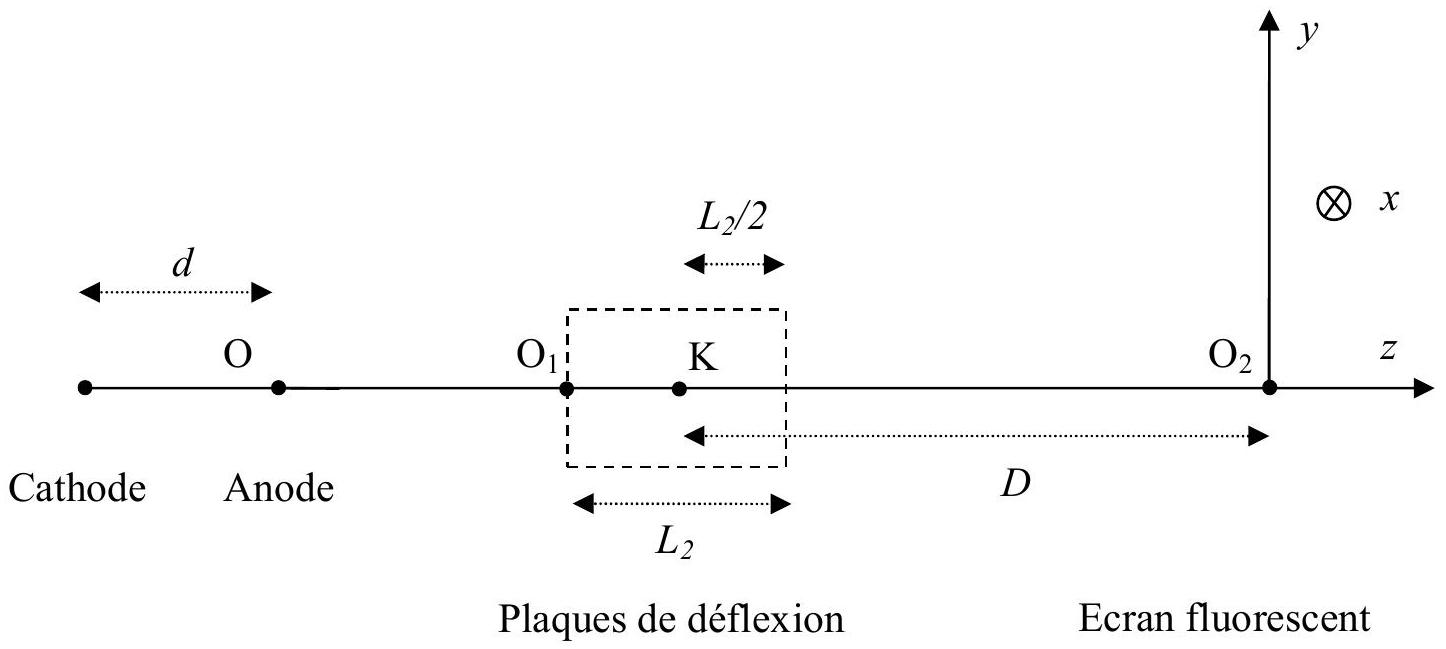 y
x
L2/2
d
O
O1
K
O2
z
Cathode
Anode
D
L2
Plaques de déflexion
Ecran fluorescent